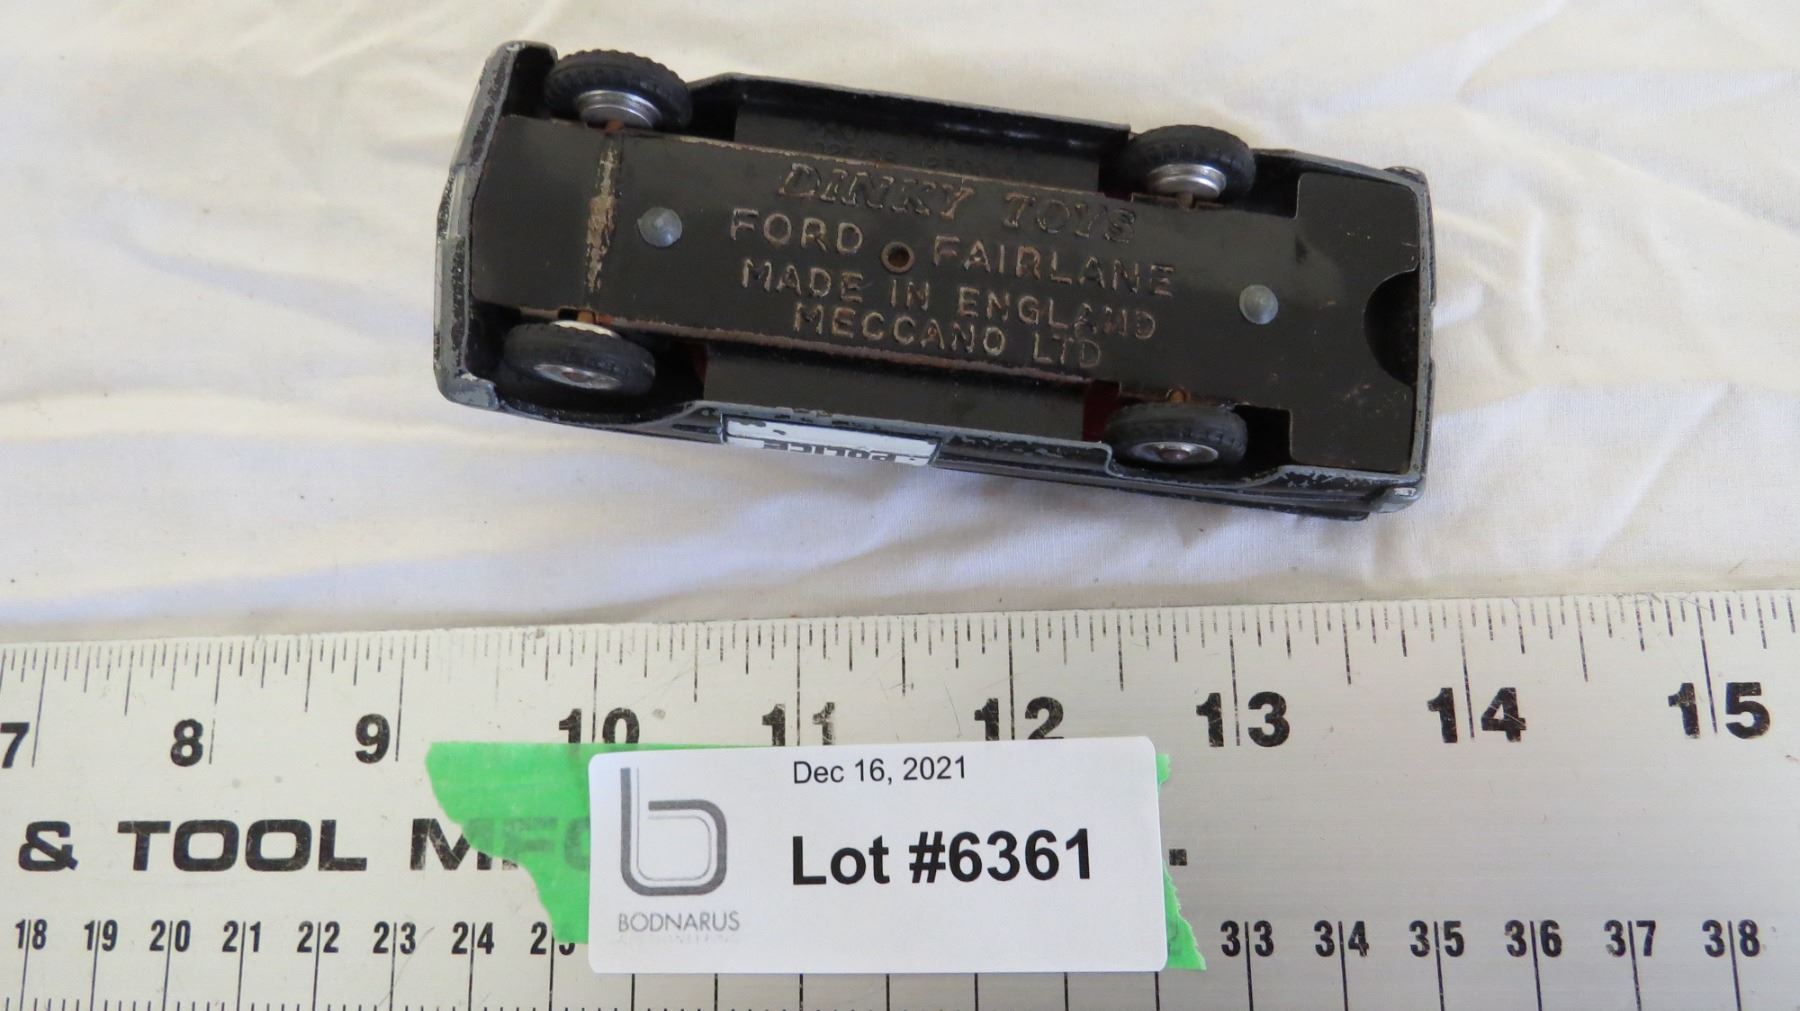 DINKY TOYS
FORD FAIRLANE
MADE IN ENGLAND
MECCANO LTD
POLICE
7 8 9 10 11 12 13 14 15
Dec 16, 2021
Lot #6361
BODNARUS
& TOOL
18 19 20 21 22 23 24 33 34 35 36 37 38